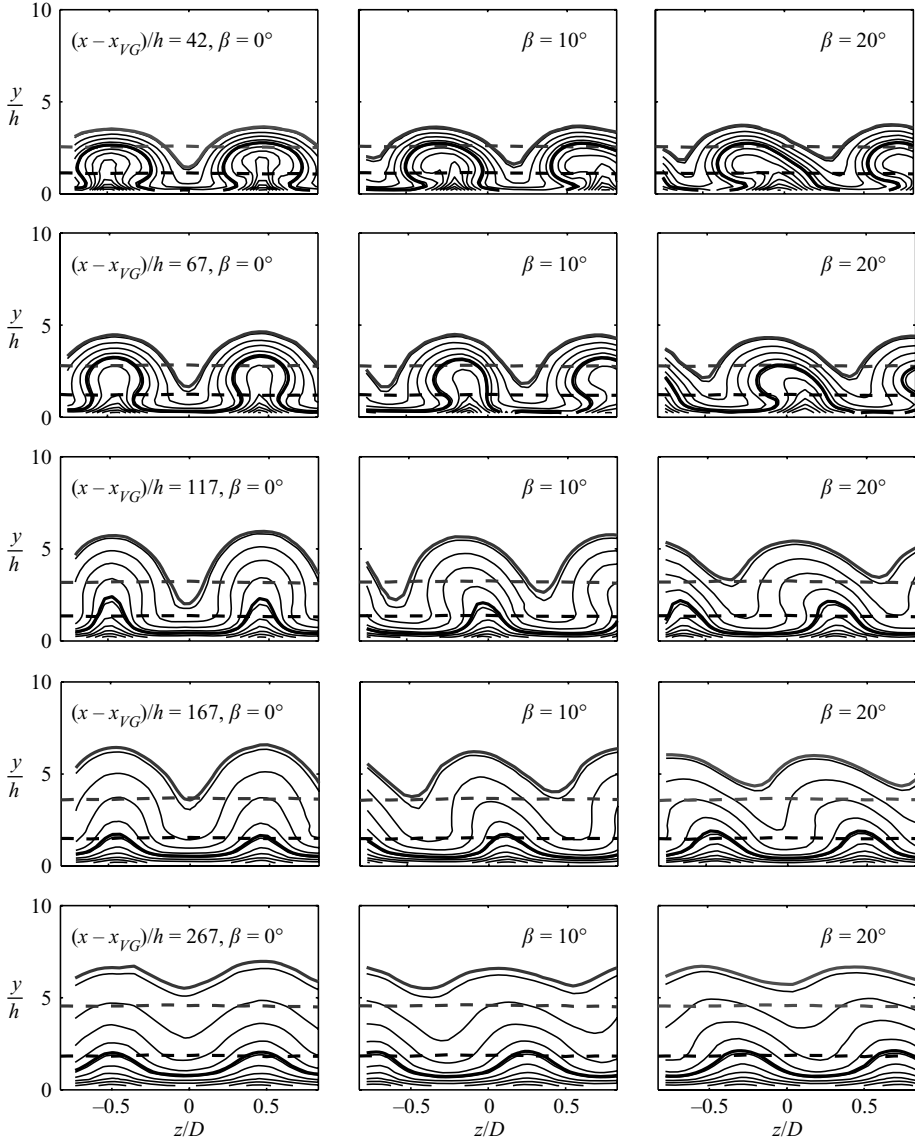 10
(x – x_VG)/h = 42, β = 0°
β = 10°
β = 20°
y/h
5
0
10
(x – x_VG)/h = 67, β = 0°
β = 10°
β = 20°
y/h
5
0
10
(x – x_VG)/h = 117, β = 0°
β = 10°
β = 20°
y/h
5
0
10
(x – x_VG)/h = 167, β = 0°
β = 10°
β = 20°
y/h
5
0
10
(x – x_VG)/h = 267, β = 0°
β = 10°
β = 20°
y/h
5
0
–0.5 0 0.5 –0.5 0 0.5 –0.5 0 0.5
z/D z/D z/D